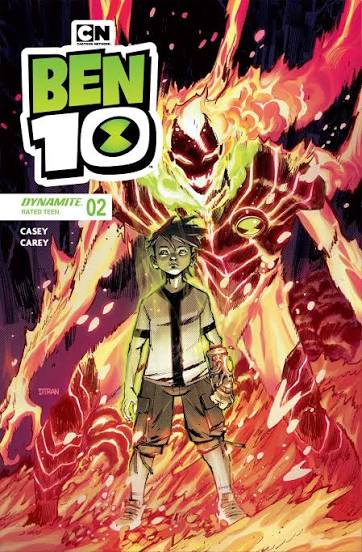 CN
CARTOON NETWORK
BEN
10
DYNAMITE.
RATED TEEN
02
CASEY
CAREY
DTRAN